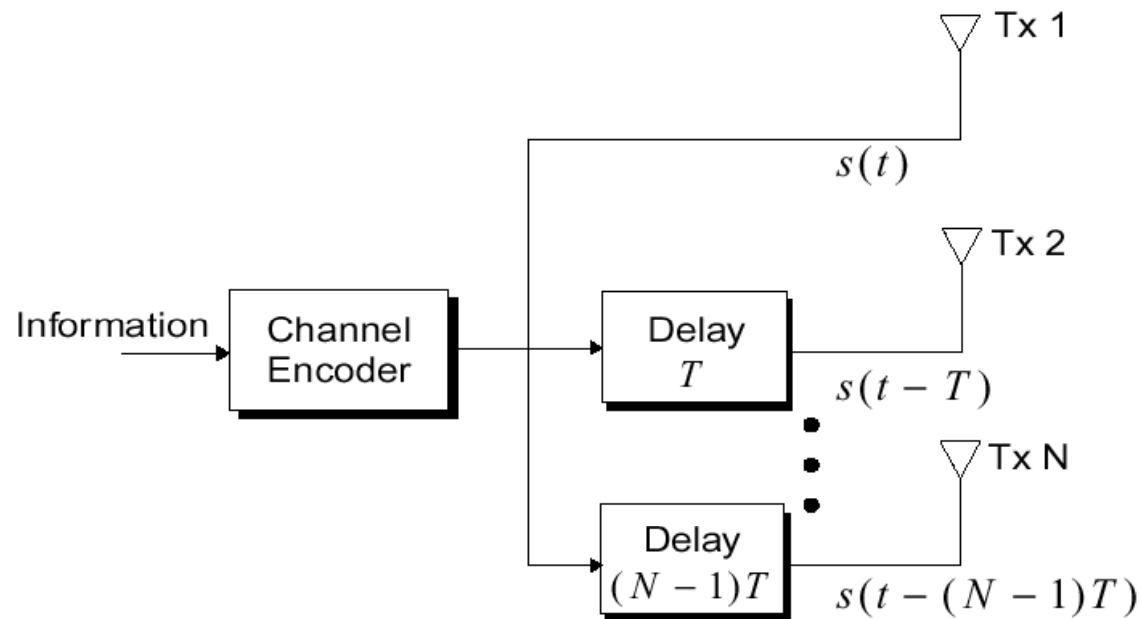 Tx 1
s(t)
Tx 2
Information
Channel
Encoder
Delay
T
s(t − T)
Tx N
Delay
(N − 1)T
s(t − (N − 1)T)